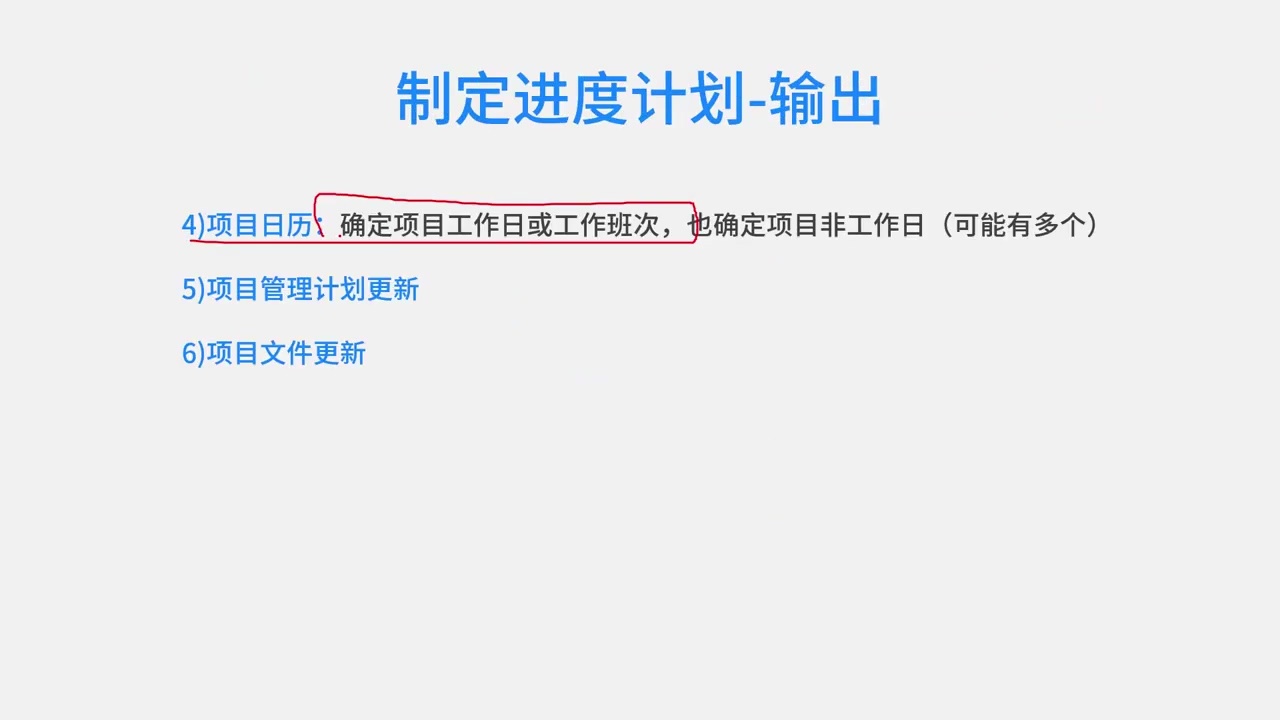 制定进度计划-输出
4)项目日历：确定项目工作日或工作班次，也确定项目非工作日（可能有多个）
5)项目管理计划更新
6)项目文件更新